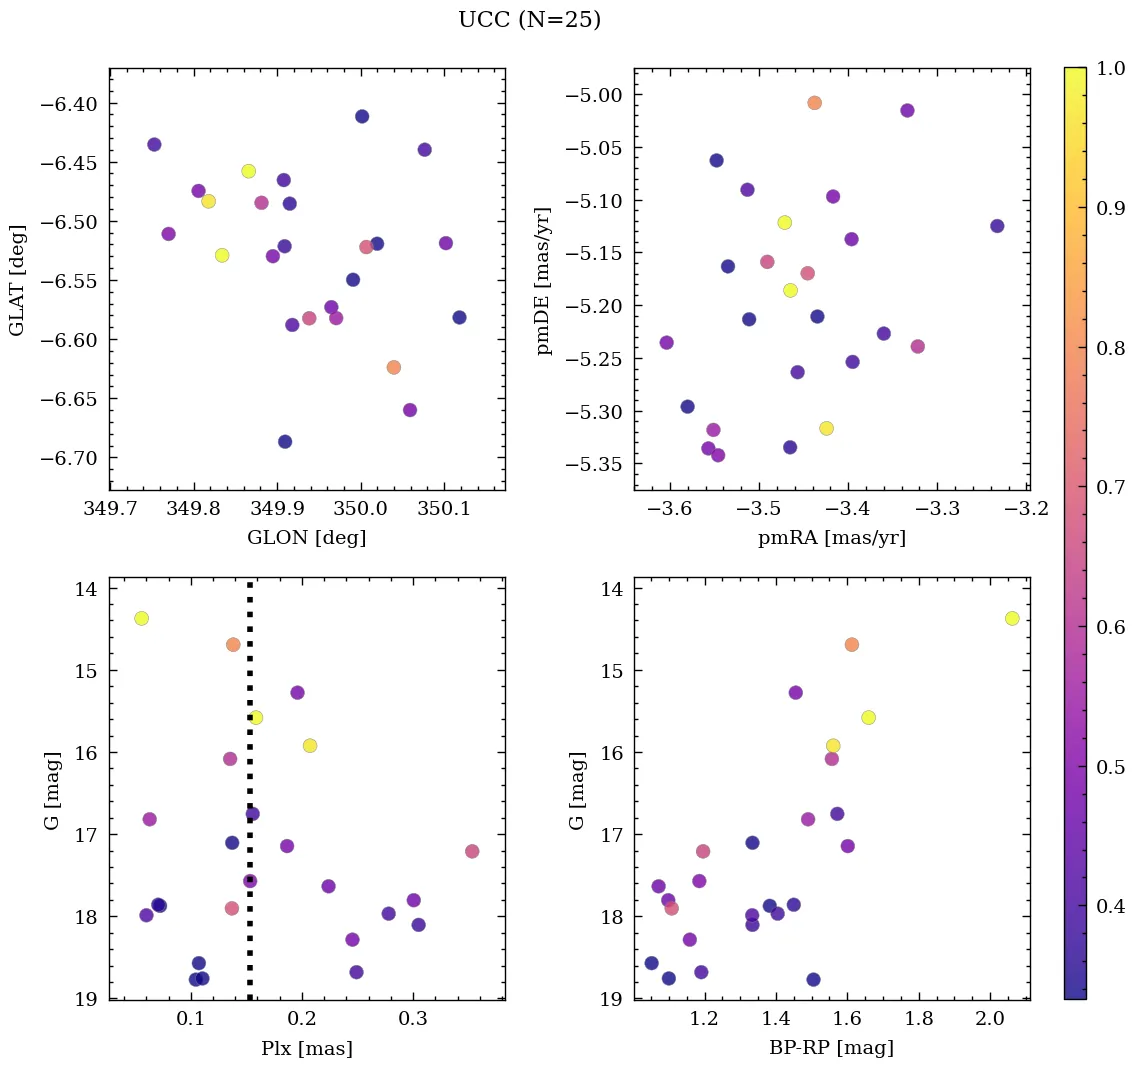 UCC (N=25)
−6.40
−6.45
−6.50
−6.55
−6.60
−6.65
−6.70
GLAT [deg]
349.7 349.8 349.9 350.0 350.1
GLON [deg]
−5.00
−5.05
−5.10
−5.15
−5.20
−5.25
−5.30
−5.35
pmDE [mas/yr]
−3.6 −3.5 −3.4 −3.3 −3.2
pmRA [mas/yr]
14
15
16
17
18
19
G [mag]
0.1 0.2 0.3
Plx [mas]
14
15
16
17
18
19
G [mag]
1.2 1.4 1.6 1.8 2.0
BP-RP [mag]
1.0
0.9
0.8
0.7
0.6
0.5
0.4